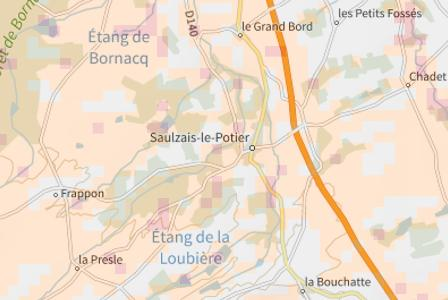 les Petits Fossés
le Grand Bord
D140
Étang de
Bornacq
Chadet
Saulzais-le-Potier
Frappon
Étang de la
Loubière
la Presle
la Bouchatte